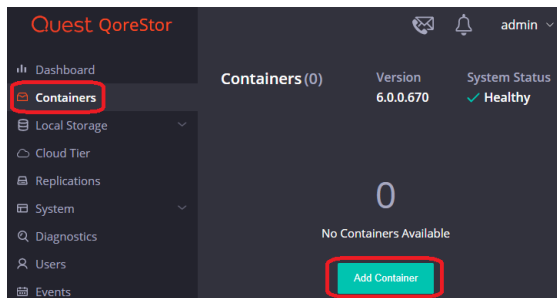 Quest QoreStor
admin
Dashboard
Containers
Local Storage
Cloud Tier
Replications
System
Diagnostics
Users
Events
Containers (0)
Version
6.0.0.670
System Status
Healthy
0
No Containers Available
Add Container